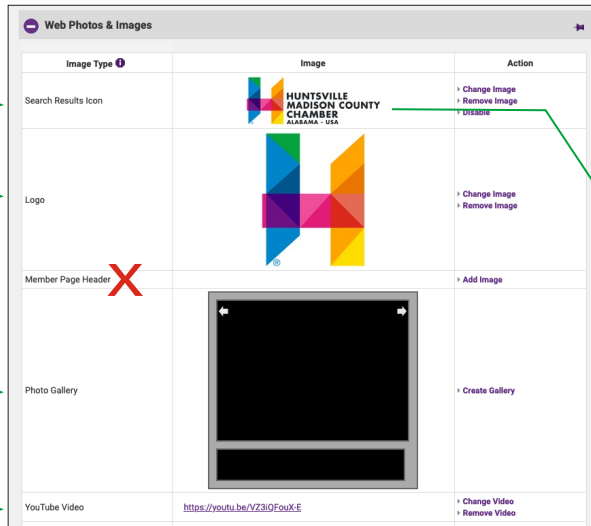 Web Photos & Images
Image Type i Image Action
Search Results Icon
HUNTSVILLE
MADISON COUNTY
CHAMBER
ALABAMA - USA
®
Change Image
Remove Image
Disable
Logo
®
Change Image
Remove Image
Member Page Header X
Add Image
Photo Gallery
Create Gallery
YouTube Video
https://youtu.be/VZ3iQFouX-E
Change Video
Remove Video